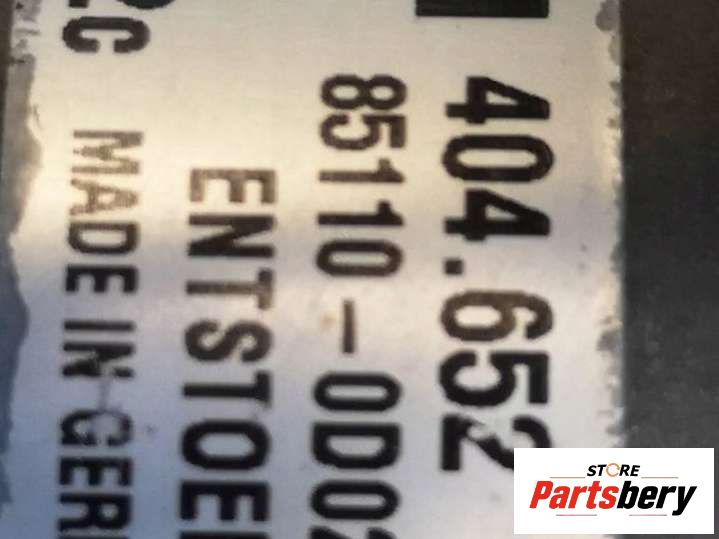 404.652
85110-0D02
ENTSTOE
MADE IN GER
STORE
Partsbery